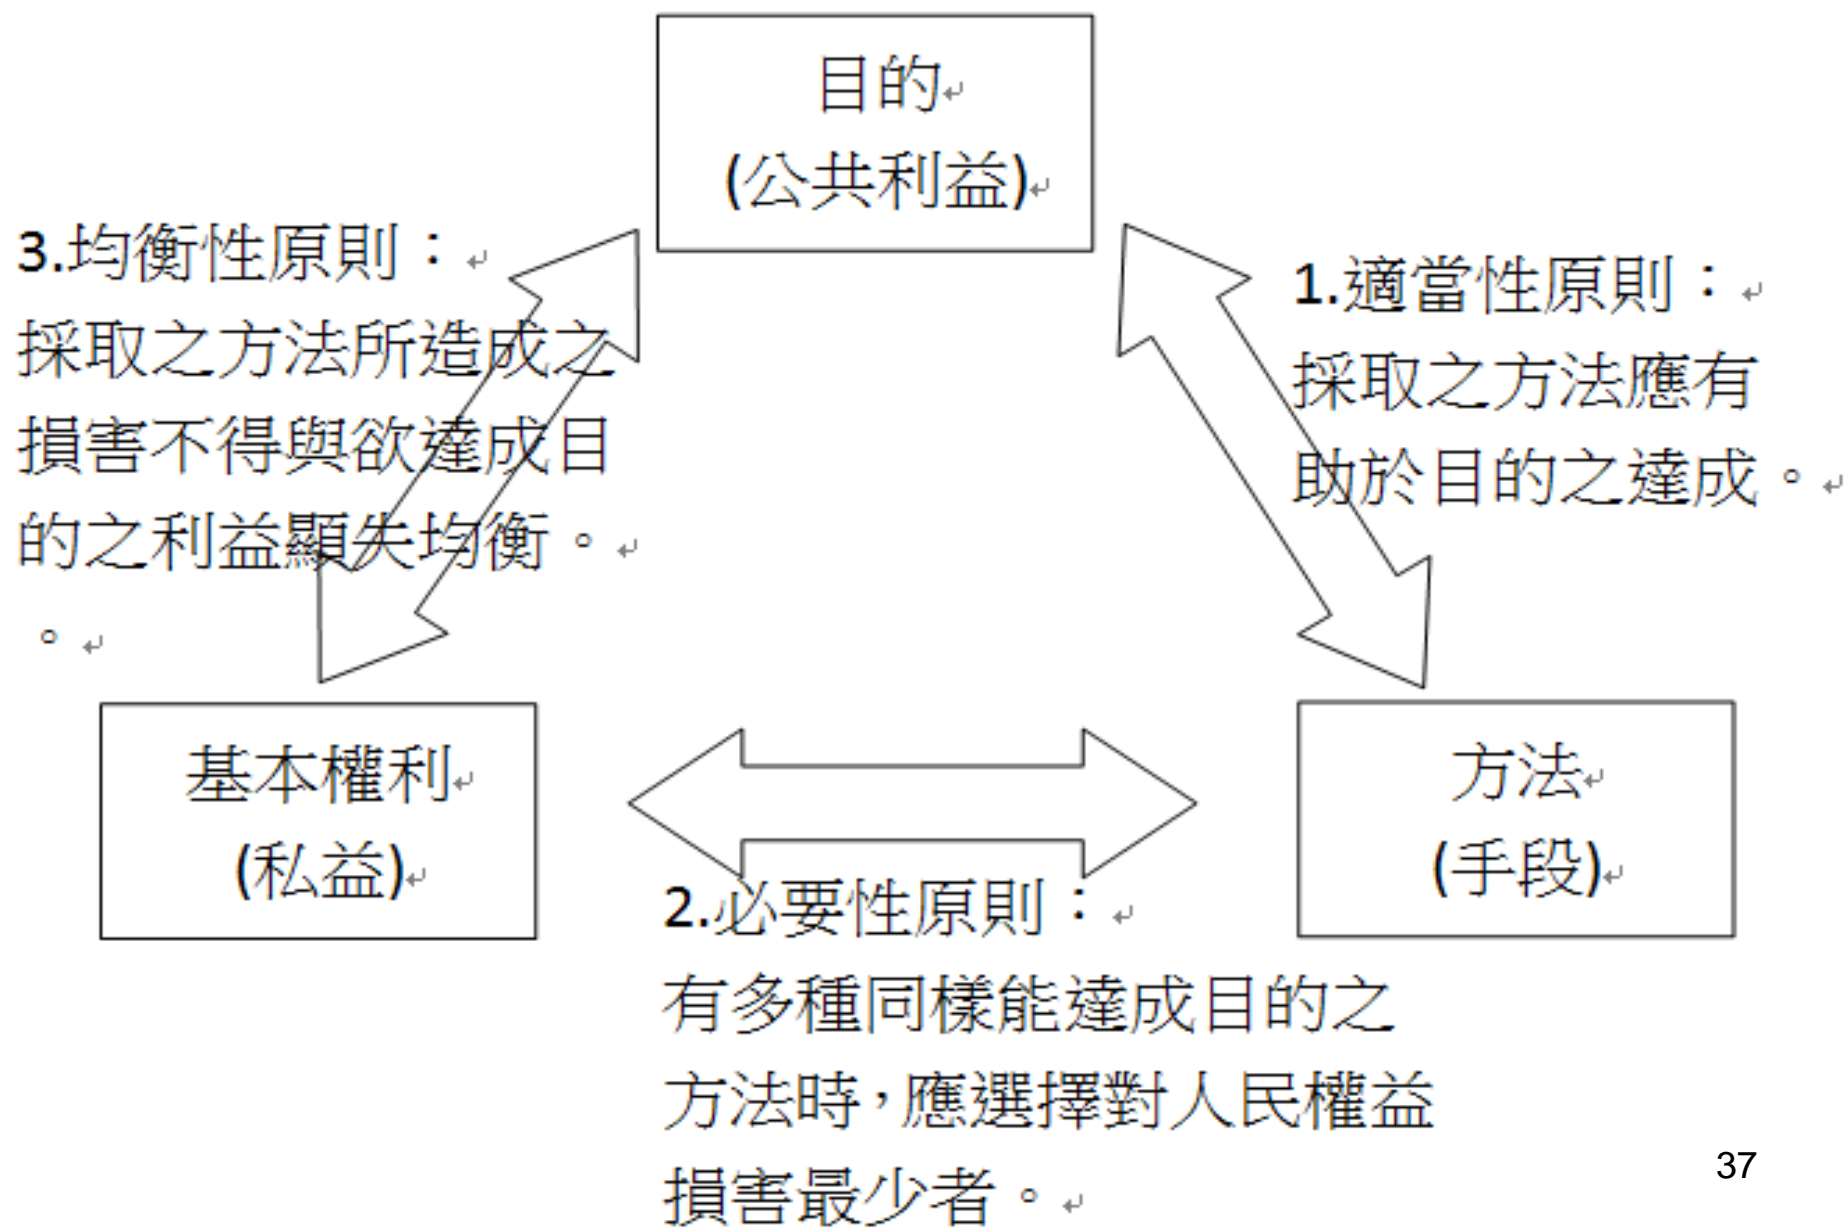 目的
(公共利益)
3.均衡性原則：
採取之方法所造成之
損害不得與欲達成目
的之利益顯失均衡。
。
1.適當性原則：
採取之方法應有
助於目的之達成。
基本權利
(私益)
方法
(手段)
2.必要性原則：
有多種同樣能達成目的之
方法時，應選擇對人民權益
損害最少者。
37